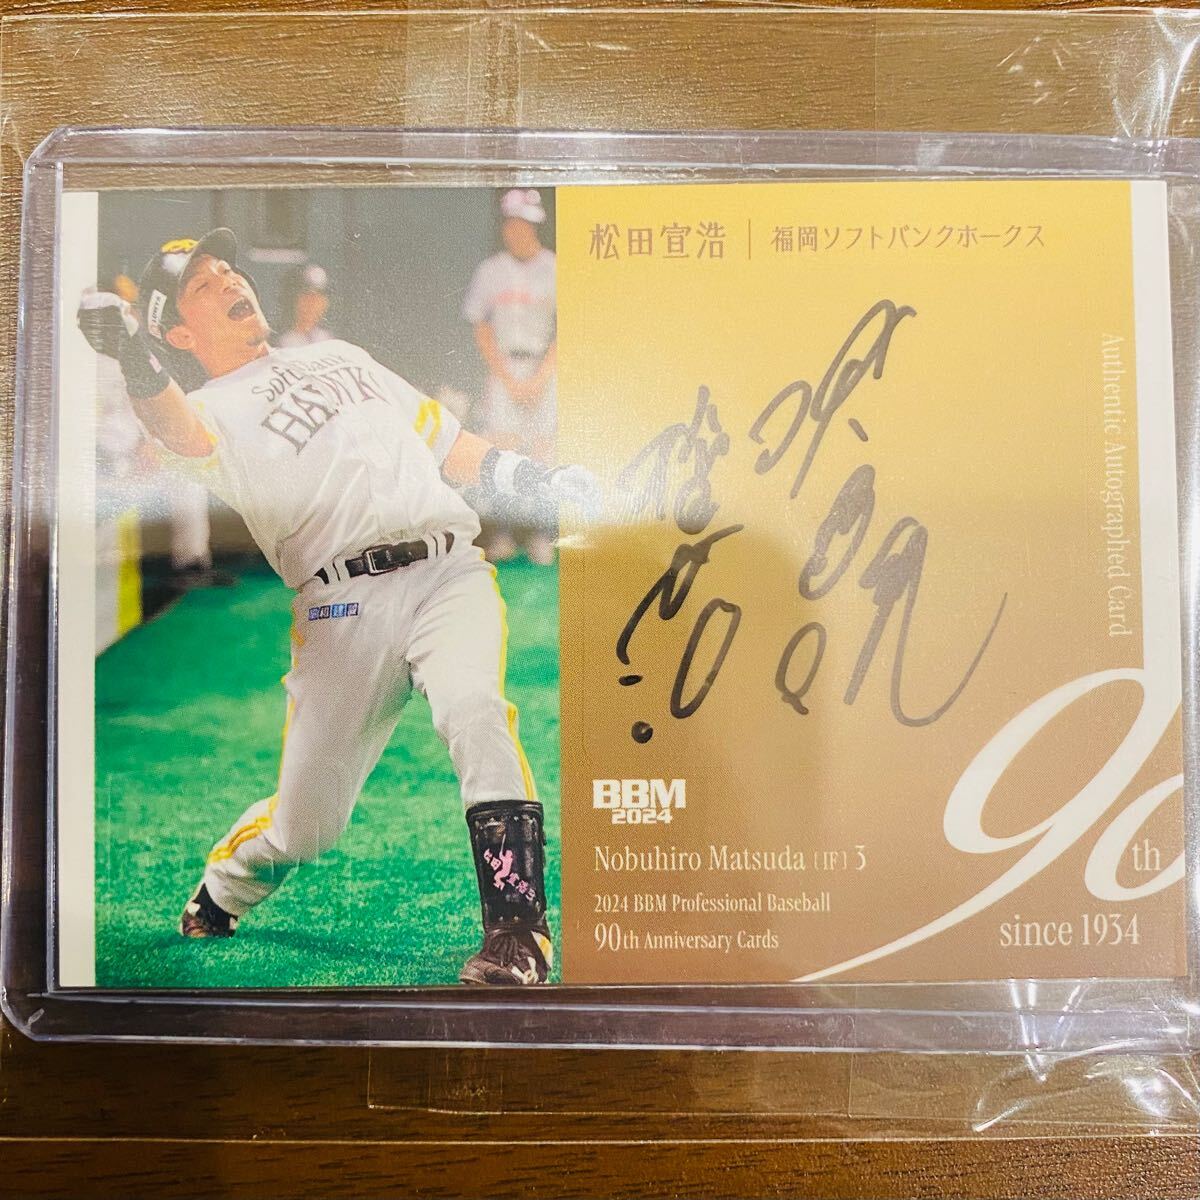 松田宣浩 | 福岡ソフトバンクホークス
Authentic Autographed Card
SoftBank
HAWKS
BBM
2024
Nobuhiro Matsuda [IF] 3
2024 BBM Professional Baseball
90th Anniversary Cards
90th
since 1934